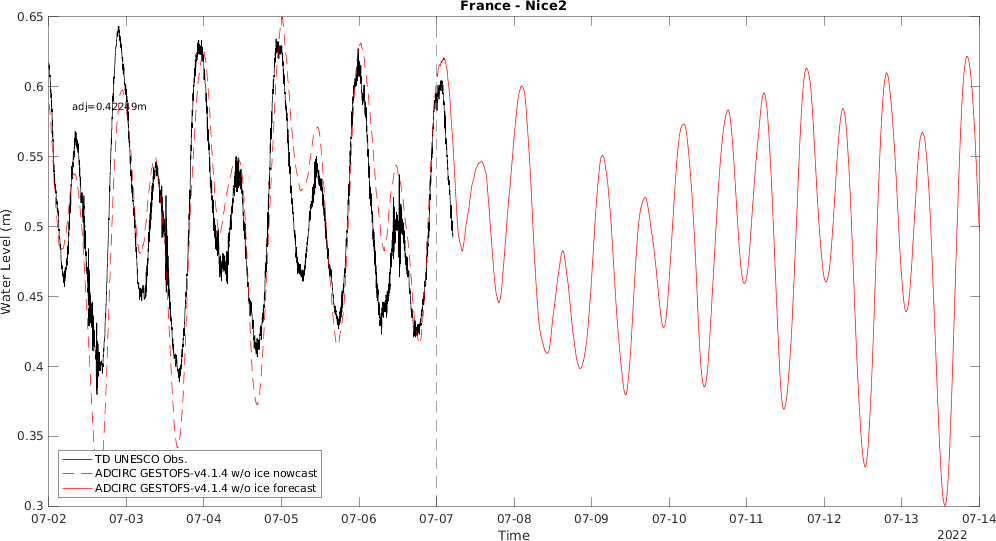 France - Nice2
0.65
0.6
0.55
0.5
0.45
0.4
0.35
0.3
Water Level (m)
adj=0.42249m
TD UNESCO Obs.
ADCIRC GESTOFS-v4.1.4 w/o ice nowcast
ADCIRC GESTOFS-v4.1.4 w/o ice forecast
07-02 07-03 07-04 07-05 07-06 07-07 07-08 07-09 07-10 07-11 07-12 07-13 07-14
Time
2022